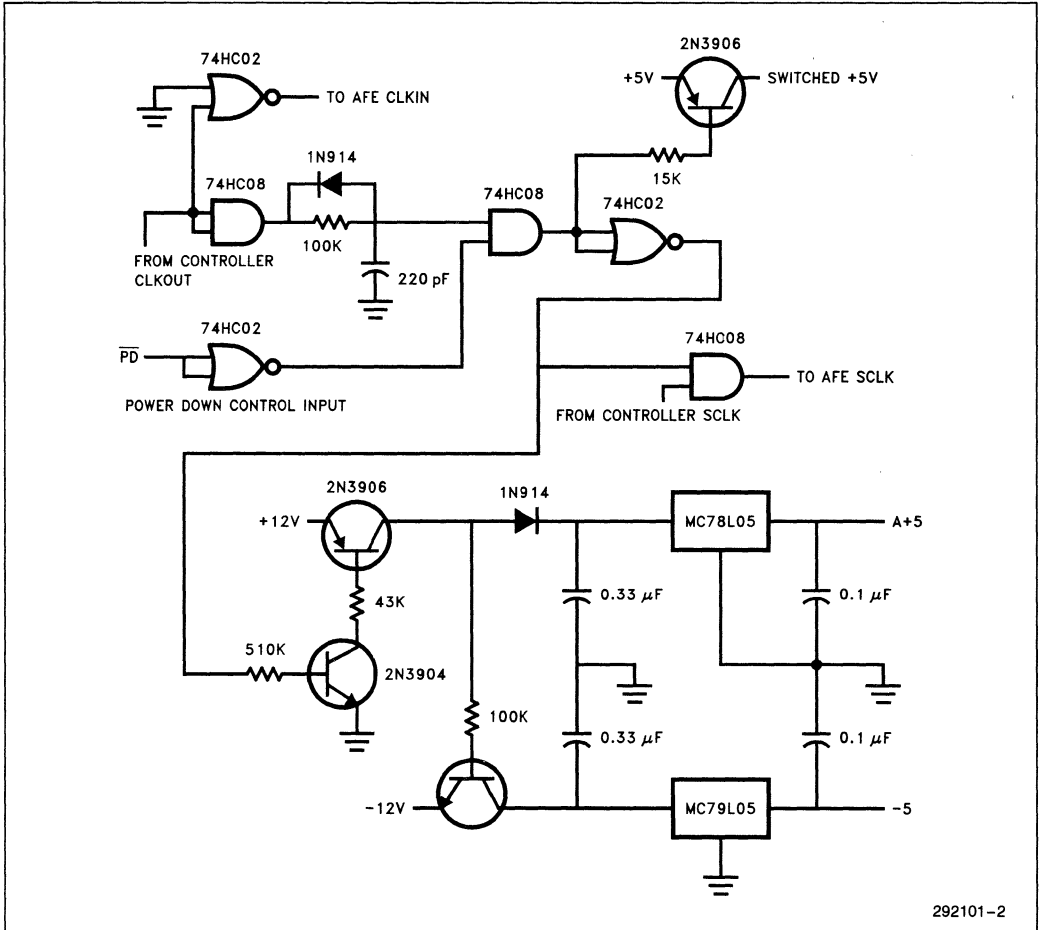 2N3906
74HC02
+5V
SWITCHED +5V
TO AFE CLKIN
1N914
15K
74HC08
74HC08
74HC02
100K
FROM CONTROLLER
CLKOUT
220 pF
74HC02
74HC08
PD
TO AFE SCLK
POWER DOWN CONTROL INPUT
FROM CONTROLLER SCLK
2N3906
1N914
+12V
MC78L05
A+5
43K
0.33 μF
0.1 μF
510K
2N3904
100K
0.33 μF
0.1 μF
-12V
MC79L05
-5
292101-2